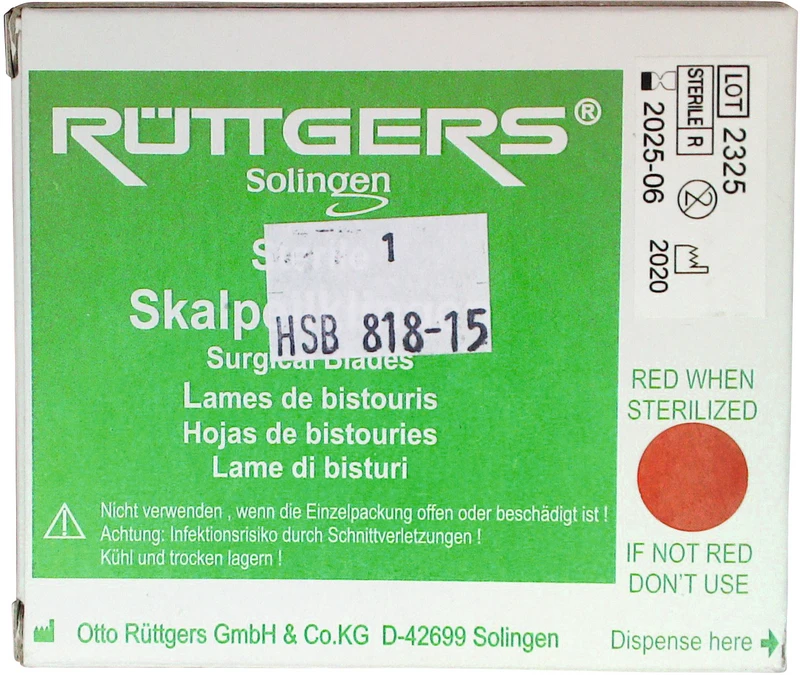 RÜTTGERS®
Solingen
1
HSB 818-15
Surgical Blades
Lames de bistouris
Hojas de bistouries
Lame di bisturi
Nicht verwenden , wenn die Einzelpackung offen oder beschädigt ist !
Achtung: Infektionsrisiko durch Schnittverletzungen !
Kühl und trocken lagern !
Otto Rüttgers GmbH & Co.KG D-42699 Solingen
LOT 2325
STERILE R
2
2025-06
2020
RED WHEN
STERILIZED
IF NOT RED
DON'T USE
Dispense here